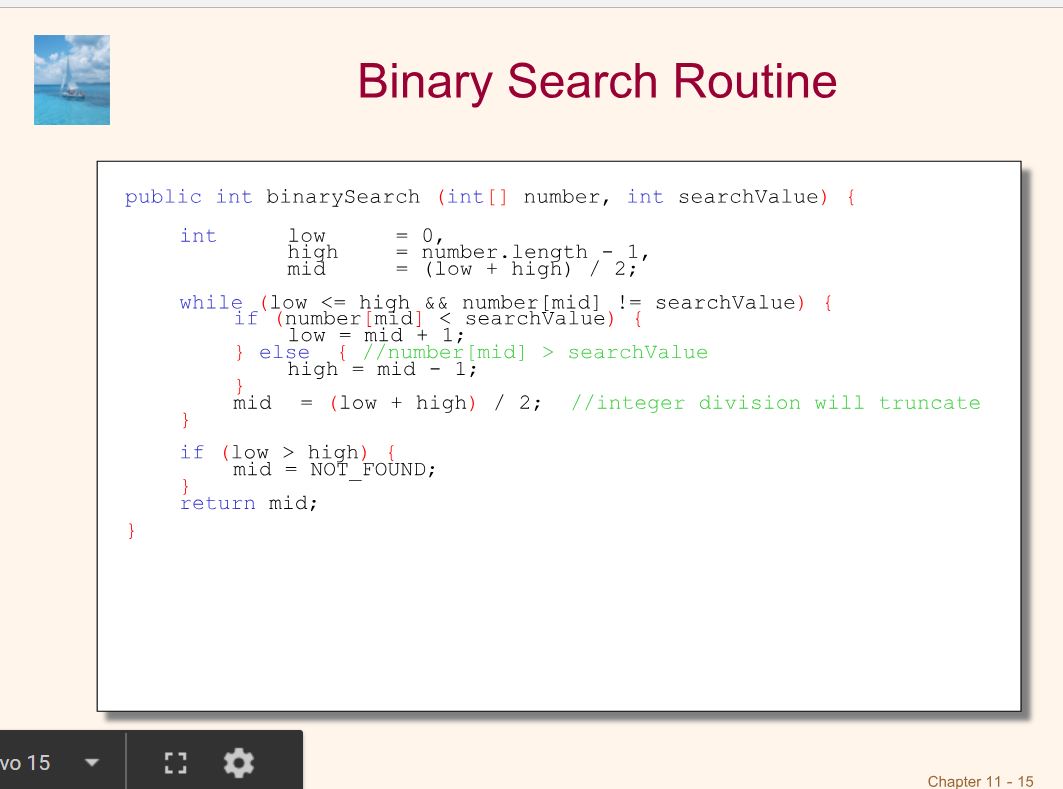 Binary Search Routine
public int binarySearch (int[] number, int searchValue) {
int low = 0,
high = number.length - 1,
mid = (low + high) / 2;
while (low <= high && number[mid] != searchValue) {
if (number[mid] < searchValue) {
low = mid + 1;
} else { //number[mid] > searchValue
high = mid - 1;
}
mid = (low + high) / 2; //integer division will truncate
}
if (low > high) {
mid = NOT_FOUND;
}
return mid;
}
vo 15
Chapter 11 - 15